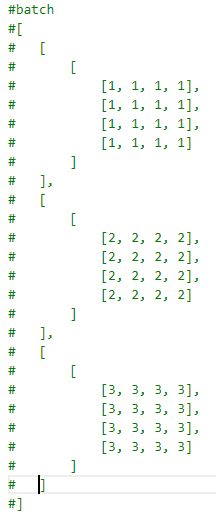 #batch
#[
#   [
#       [
#           [1, 1, 1, 1],
#           [1, 1, 1, 1],
#           [1, 1, 1, 1],
#           [1, 1, 1, 1]
#       ]
#   ],
#   [
#       [
#           [2, 2, 2, 2],
#           [2, 2, 2, 2],
#           [2, 2, 2, 2],
#           [2, 2, 2, 2]
#       ]
#   ],
#   [
#       [
#           [3, 3, 3, 3],
#           [3, 3, 3, 3],
#           [3, 3, 3, 3],
#           [3, 3, 3, 3]
#       ]
#   ]
#]